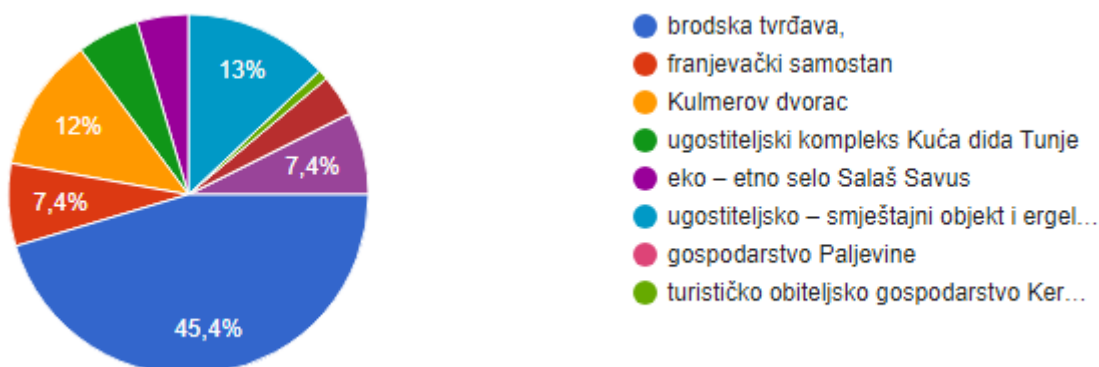 13%
12%
7,4%
7,4%
45,4%
brodska tvrđava,
franjevački samostan
Kulmerov dvorac
ugostiteljski kompleks Kuća dida Tunje
eko – etno selo Salaš Savus
ugostiteljsko – smještajni objekt i ergel...
gospodarstvo Paljevine
turističko obiteljsko gospodarstvo Ker...